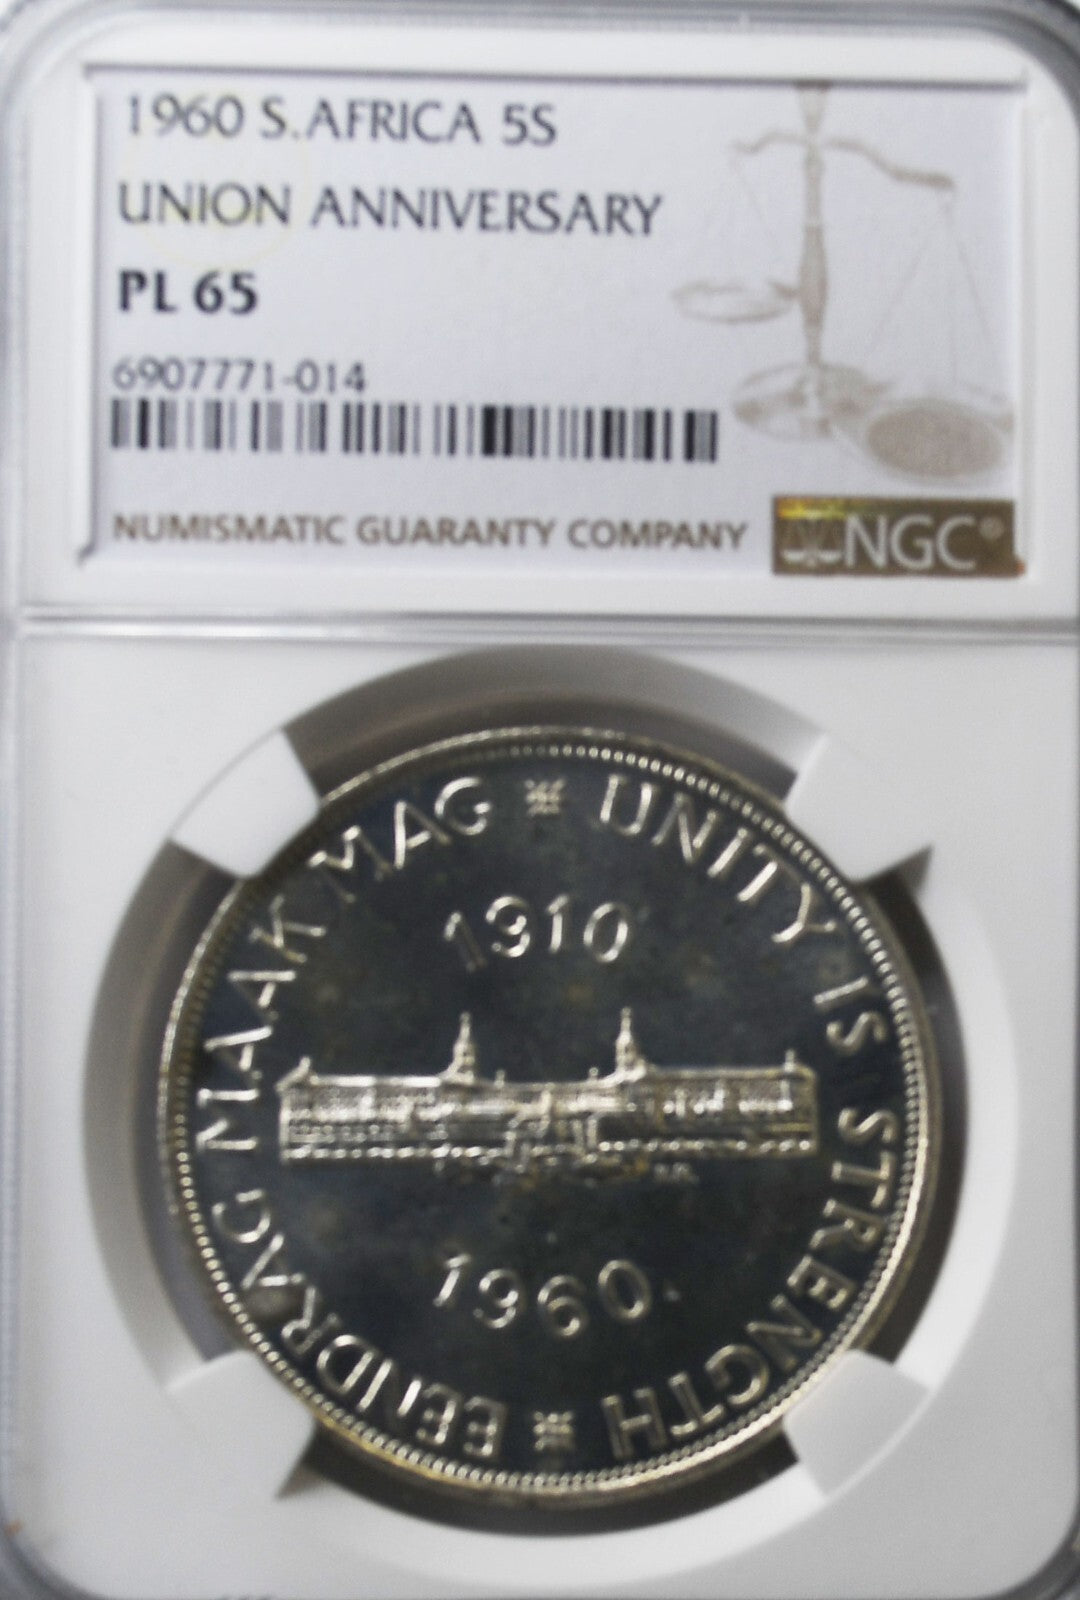 1960 S.AFRICA 5S
UNION ANNIVERSARY
PL 65
6907771-014
NUMISMATIC GUARANTY COMPANY
NGC®
EENDRAG MAAK MAG * UNITY IS STRENGTH *
1910
1960